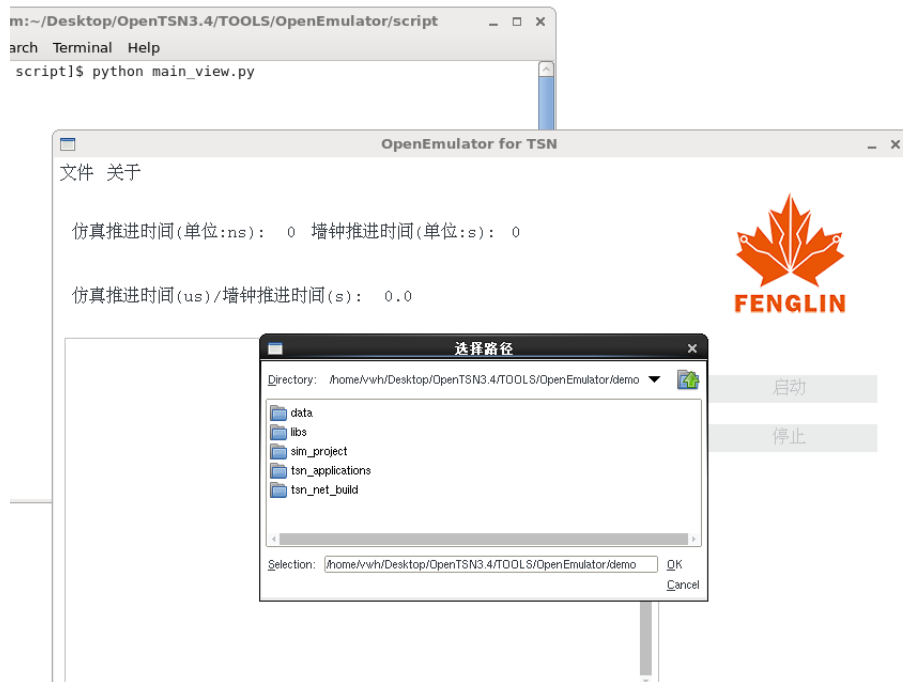 m:~/Desktop/OpenTSN3.4/TOOLS/OpenEmulator/script
arch Terminal Help
script]$ python main_view.py
OpenEmulator for TSN
文件 关于
仿真推进时间(单位:ns): 0 墙钟推进时间(单位:s): 0
仿真推进时间(us)/墙钟推进时间(s): 0.0
FENGLIN
选择路径
Directory: /home/vwh/Desktop/OpenTSN3.4/TOOLS/OpenEmulator/demo
data
libs
sim_project
tsn_applications
tsn_net_build
Selection: /home/vwh/Desktop/OpenTSN3.4/TOOLS/OpenEmulator/demo OK
Cancel
启动
停止